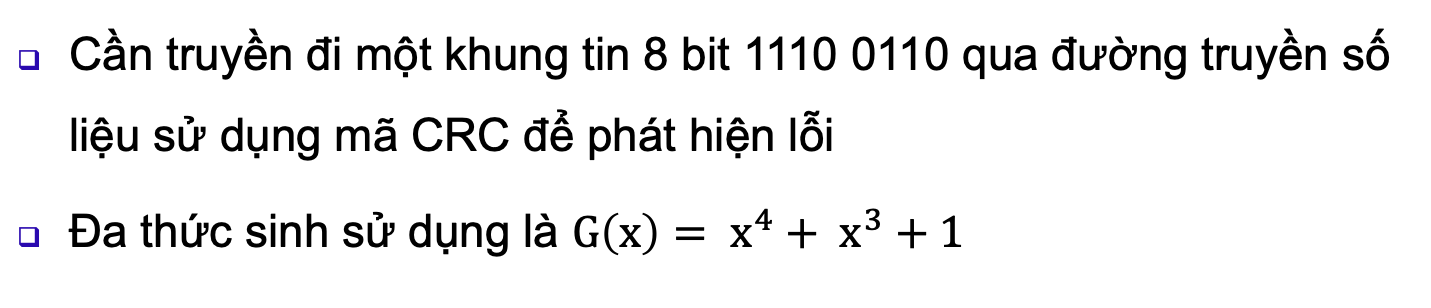 Cần truyền đi một khung tin 8 bit 1110 0110 qua đường truyền số
liệu sử dụng mã CRC để phát hiện lỗi
Đa thức sinh sử dụng là G(x) = x⁴ + x³ + 1